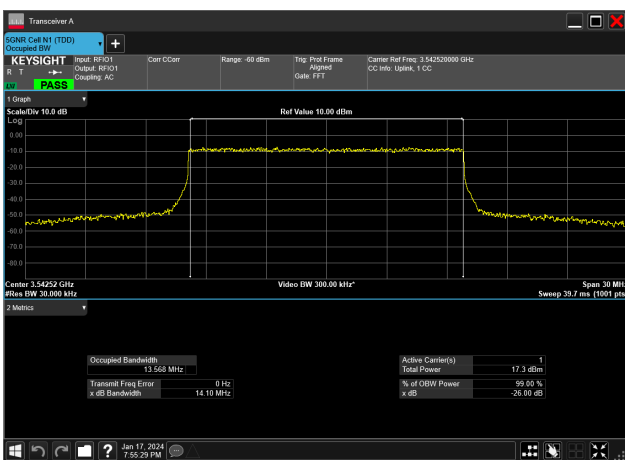 Transceiver A
5GNR Cell N1 (TDD)
Occupied BW
KEYSIGHT
R T
PASS
Input: RFIO1
Output: RFIO1
Coupling: AC
Corr CCorr
Range: -60 dBm
Trig: Prot Frame
Aligned
Gate: FFT
Carrier Ref Freq: 3.542520000 GHz
CC Info: Uplink, 1 CC
1 Graph
Scale/Div 10.0 dB
Ref Value 10.00 dBm
Log
0.00
-10.0
-20.0
-30.0
-40.0
-50.0
-60.0
-70.0
-80.0
Center 3.54252 GHz
Video BW 300.00 kHz*
Span 30 MHz
#Res BW 30.000 kHz
Sweep 39.7 ms (1001 pts
2 Metrics
Occupied Bandwidth
13.568 MHz
Active Carrier(s) 1
Total Power 17.3 dBm
Transmit Freq Error 0 Hz
x dB Bandwidth 14.10 MHz
% of OBW Power 99.00 %
x dB -26.00 dB
Jan 17, 2024
7:55:29 PM